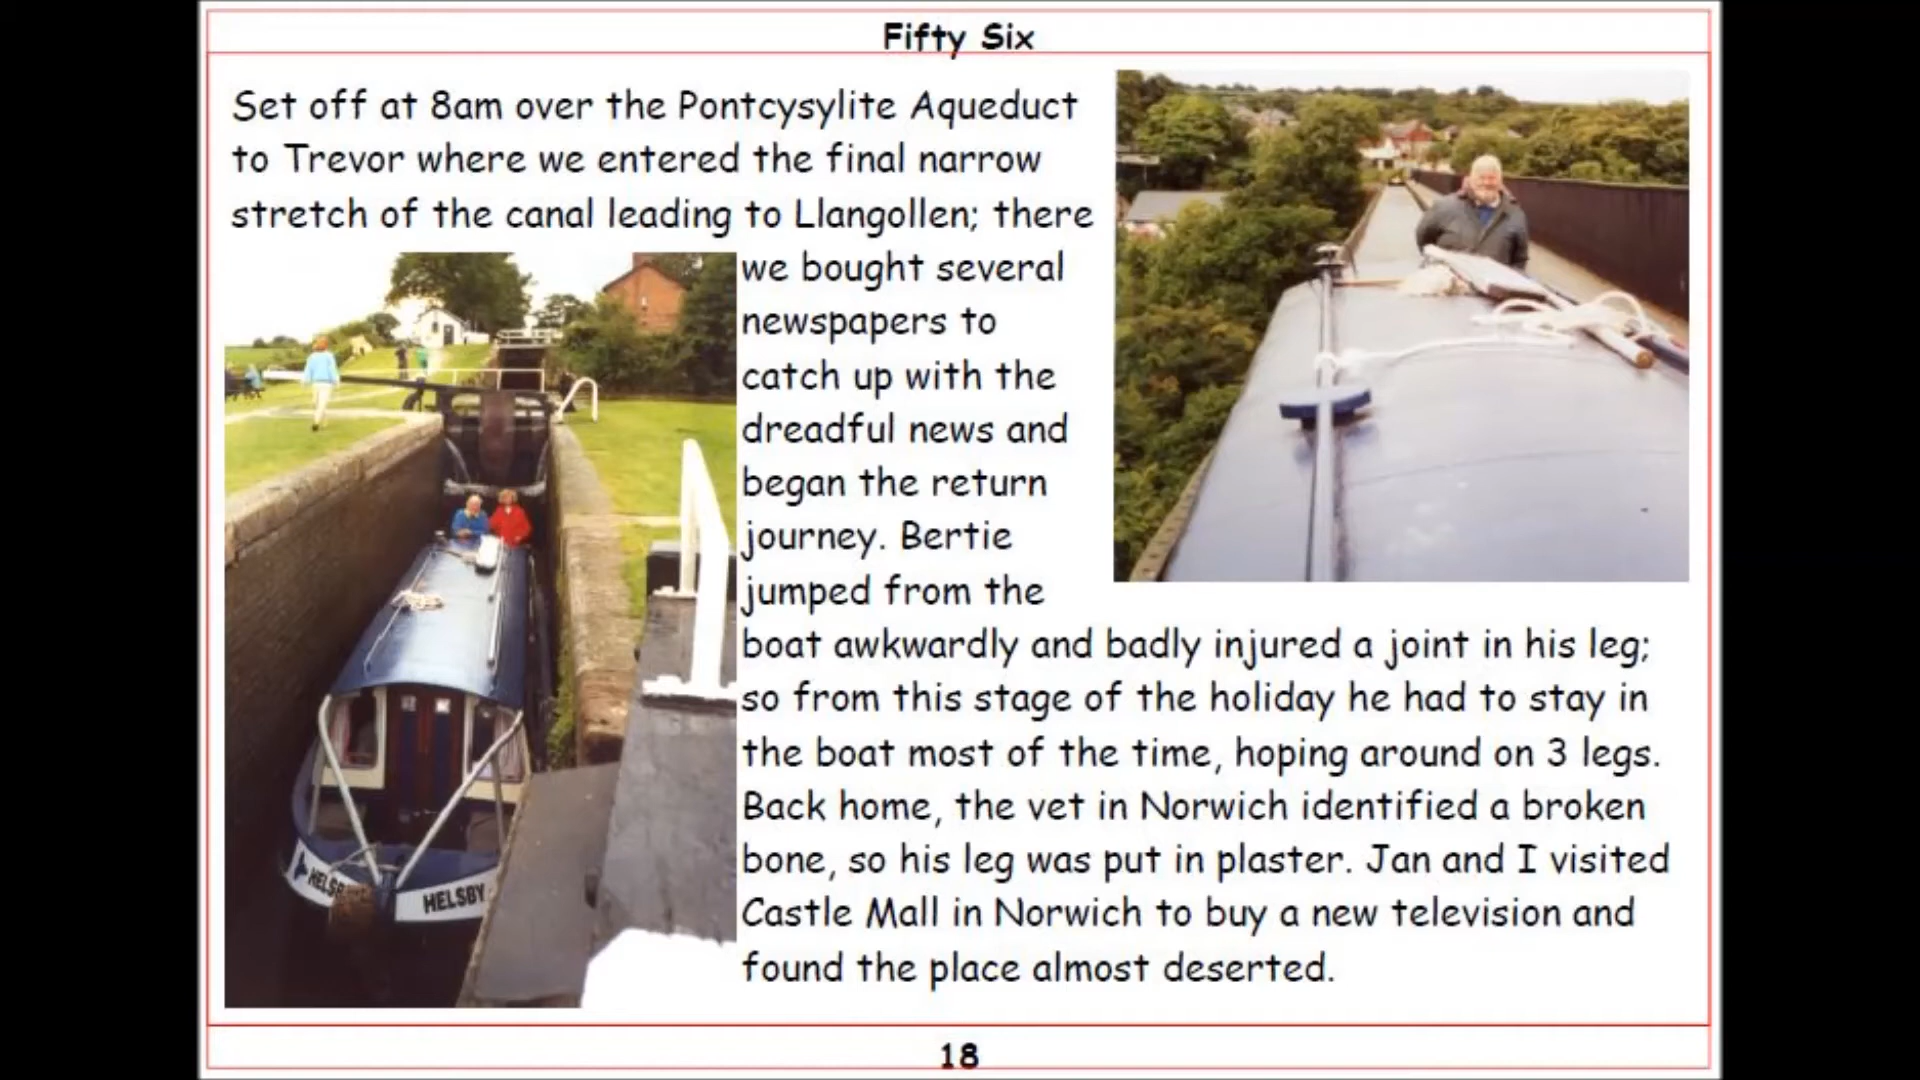 Fifty Six
Set off at 8am over the Pontcysylite Aqueduct
to Trevor where we entered the final narrow
stretch of the canal leading to Llangollen; there
we bought several
newspapers to
catch up with the
dreadful news and
began the return
journey. Bertie
jumped from the
boat awkwardly and badly injured a joint in his leg;
so from this stage of the holiday he had to stay in
the boat most of the time, hoping around on 3 legs.
Back home, the vet in Norwich identified a broken
bone, so his leg was put in plaster. Jan and I visited
Castle Mall in Norwich to buy a new television and
found the place almost deserted.
HELSBY
18